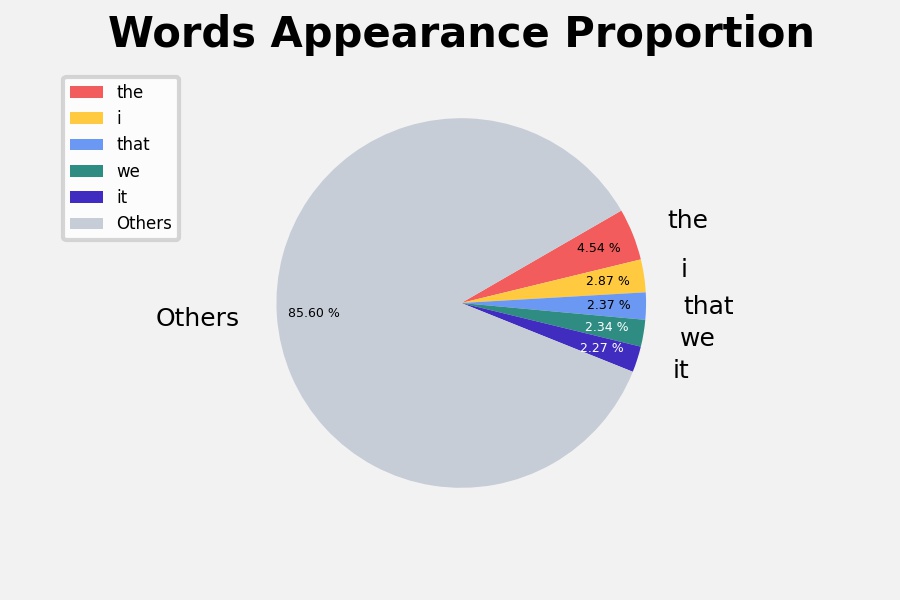 Words Appearance Proportion
the
i
that
we
it
Others
the
4.54 %
i
2.87 %
that
2.37 %
we
2.34 %
it
2.27 %
Others
85.60 %